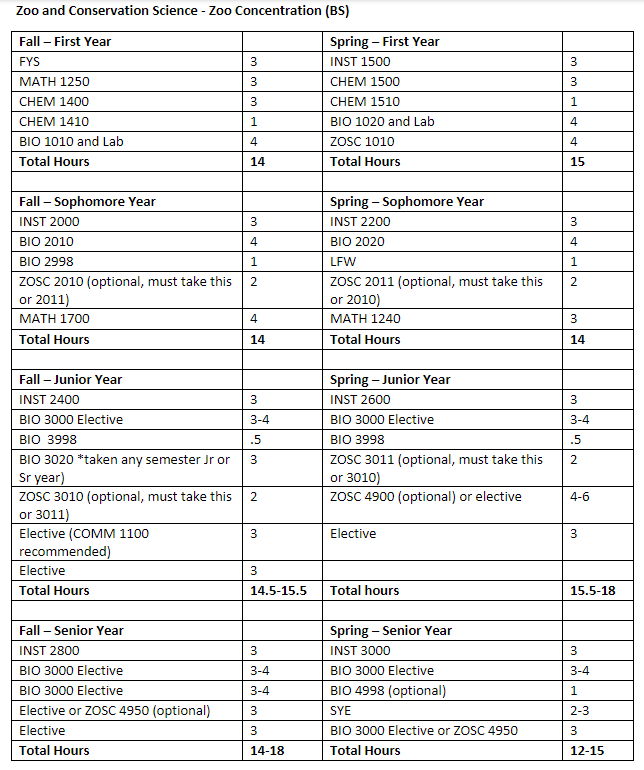 Zoo and Conservation Science - Zoo Concentration (BS)
Fall – First Year Spring – First Year
FYS 3 INST 1500 3
MATH 1250 3 CHEM 1500 3
CHEM 1400 3 CHEM 1510 1
CHEM 1410 1 BIO 1020 and Lab 4
BIO 1010 and Lab 4 ZOSC 1010 4
Total Hours 14 Total Hours 15
Fall – Sophomore Year Spring – Sophomore Year
INST 2000 3 INST 2200 3
BIO 2010 4 BIO 2020 4
BIO 2998 1 LFW 1
ZOSC 2010 (optional, must take this 2 ZOSC 2011 (optional, must take this 2
or 2011) or 2010)
MATH 1700 4 MATH 1240 3
Total Hours 14 Total Hours 14
Fall – Junior Year Spring – Junior Year
INST 2400 3 INST 2600 3
BIO 3000 Elective 3-4 BIO 3000 Elective 3-4
BIO 3998 .5 BIO 3998 .5
BIO 3020 *taken any semester Jr or 3 ZOSC 3011 (optional, must take this 2
Sr year) or 3010)
ZOSC 3010 (optional, must take this 2 ZOSC 4900 (optional) or elective 4-6
or 3011)
Elective (COMM 1100 3 Elective 3
recommended)
Elective 3
Total Hours 14.5-15.5 Total hours 15.5-18
Fall – Senior Year Spring – Senior Year
INST 2800 3 INST 3000 3
BIO 3000 Elective 3-4 BIO 3000 Elective 3-4
BIO 3000 Elective 3-4 BIO 4998 (optional) 1
Elective or ZOSC 4950 (optional) 3 SYE 2-3
Elective 3 BIO 3000 Elective or ZOSC 4950 3
Total Hours 14-18 Total Hours 12-15